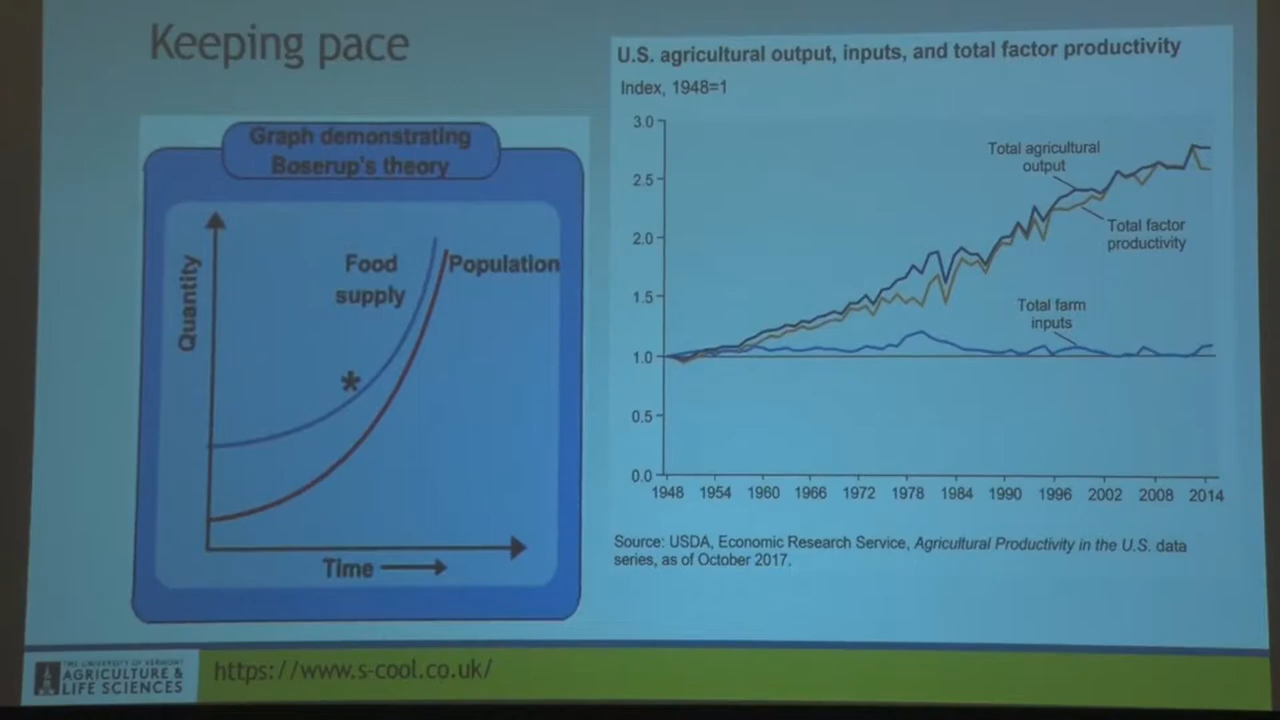 Keeping pace
Graph demonstrating
Boserup's theory
Quantity
Food
supply
Population
*
Time
U.S. agricultural output, inputs, and total factor productivity
Index, 1948=1
3.0
2.5
2.0
1.5
1.0
0.5
0.0
Total agricultural
output
Total factor
productivity
Total farm
inputs
1948 1954 1960 1966 1972 1978 1984 1990 1996 2002 2008 2014
Source: USDA, Economic Research Service, Agricultural Productivity in the U.S. data
series, as of October 2017.
THE UNIVERSITY OF VERMONT
AGRICULTURE &
LIFE SCIENCES
https://www.s-cool.co.uk/